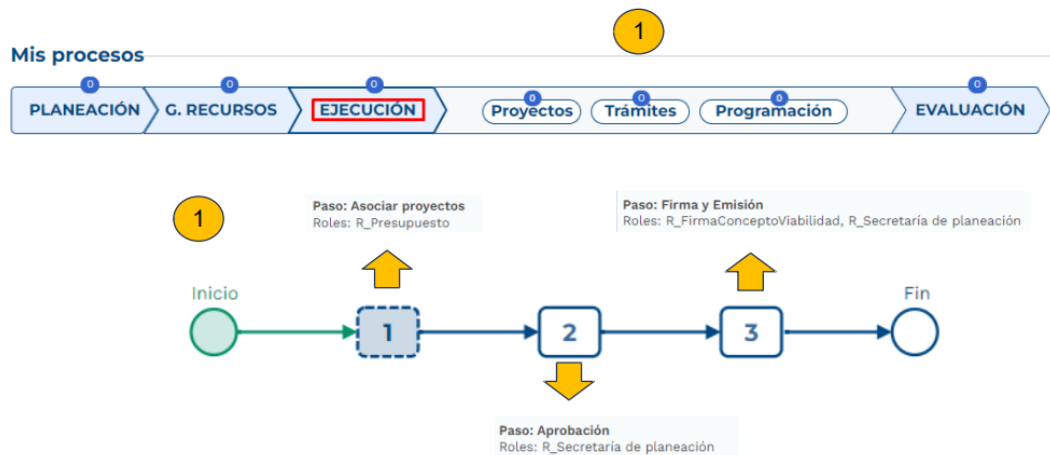 1
Mis procesos
0 0 0 0 0 0 0
PLANEACIÓN G. RECURSOS EJECUCIÓN Proyectos Trámites Programación EVALUACIÓN
1
Paso: Asociar proyectos
Roles: R_Presupuesto
Paso: Firma y Emisión
Roles: R_FirmaConceptoViabilidad, R_Secretaría de planeación
Inicio
Fin
1 2 3
Paso: Aprobación
Roles: R_Secretaría de planeación